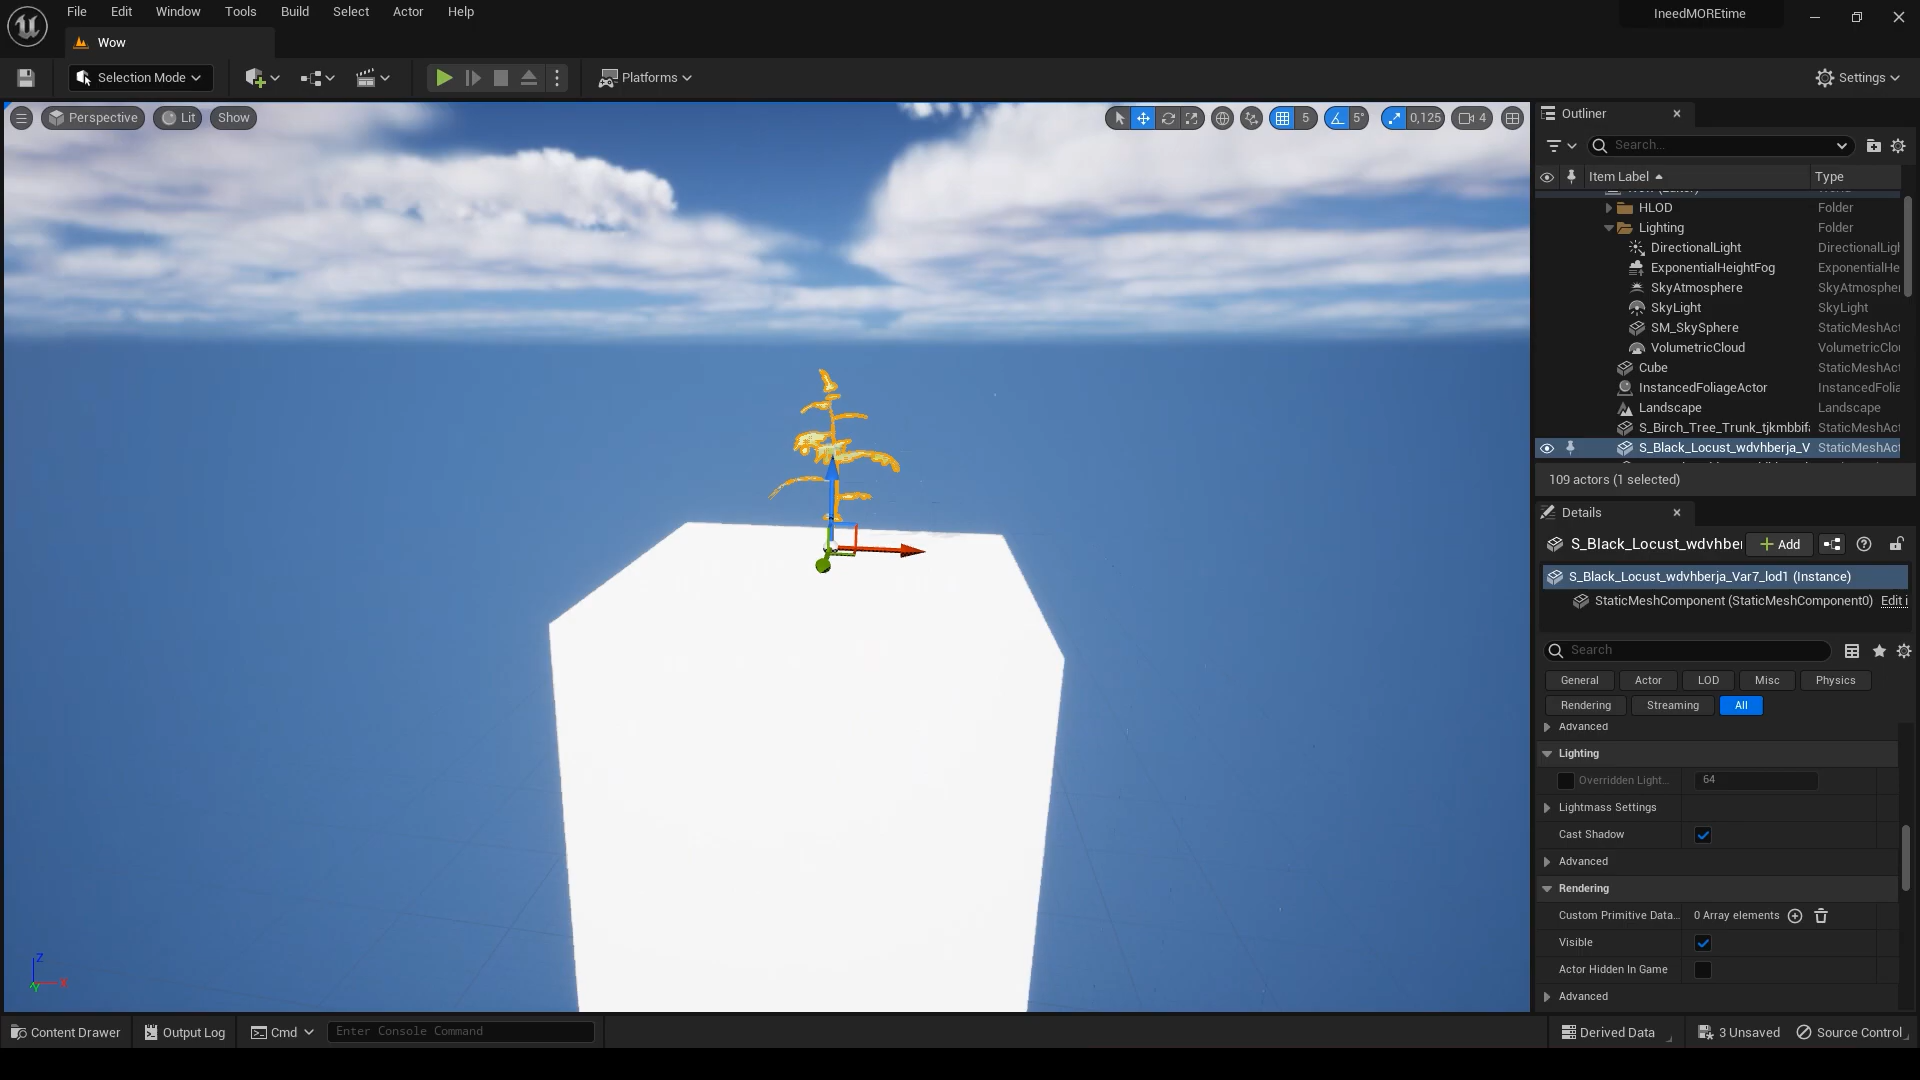 File Edit Window Tools Build Select Actor Help
IneedMOREtime
Wow
Selection Mode
Platforms
Settings
Perspective
Lit
Show
5
5°
0,125
4
Outliner
Search...
Item Label
Type
HLOD Folder
Lighting Folder
DirectionalLight DirectionalLigh
ExponentialHeightFog ExponentialHe
SkyAtmosphere SkyAtmospher
SkyLight SkyLight
SM_SkySphere StaticMeshAct
VolumetricCloud VolumetricClou
Cube StaticMeshAct
InstancedFoliageActor InstancedFolia
Landscape Landscape
S_Birch_Tree_Trunk_tjkmbbifa StaticMeshAct
S_Black_Locust_wdvhberja_V StaticMeshAct
109 actors (1 selected)
Details
S_Black_Locust_wdvhber
Add
S_Black_Locust_wdvhberja_Var7_lod1 (Instance)
StaticMeshComponent (StaticMeshComponent0) Edit i
Search
General Actor LOD Misc Physics
Rendering Streaming All
Advanced
Lighting
Overridden Light... 64
Lightmass Settings
Cast Shadow
Advanced
Rendering
Custom Primitive Data... 0 Array elements
Visible
Actor Hidden In Game
Advanced
Z
X
Y
Content Drawer
Output Log
Cmd
Enter Console Command
Derived Data
3 Unsaved
Source Control